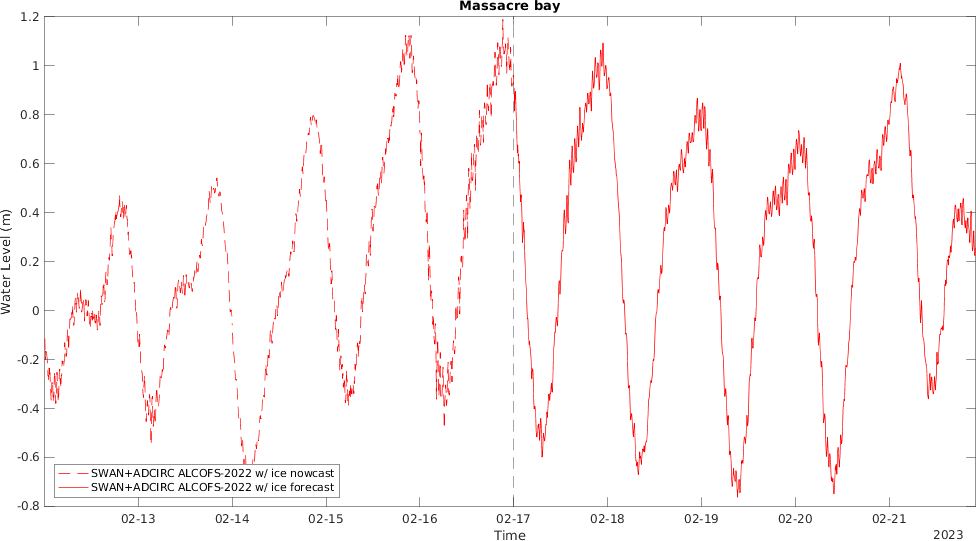 Massacre bay
1.2
1
0.8
0.6
0.4
0.2
0
-0.2
-0.4
-0.6
-0.8
Water Level (m)
SWAN+ADCIRC ALCOFS-2022 w/ ice nowcast
SWAN+ADCIRC ALCOFS-2022 w/ ice forecast
02-13 02-14 02-15 02-16 02-17 02-18 02-19 02-20 02-21
Time
2023